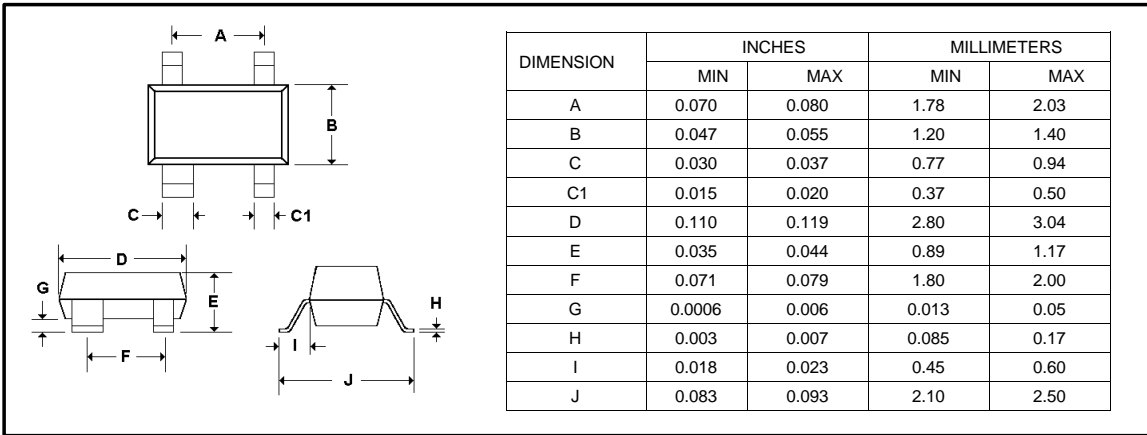 A
B
C
C1
D
G
E
F
H
I
J
DIMENSION INCHES MILLIMETERS
MIN MAX MIN MAX
A 0.070 0.080 1.78 2.03
B 0.047 0.055 1.20 1.40
C 0.030 0.037 0.77 0.94
C1 0.015 0.020 0.37 0.50
D 0.110 0.119 2.80 3.04
E 0.035 0.044 0.89 1.17
F 0.071 0.079 1.80 2.00
G 0.0006 0.006 0.013 0.05
H 0.003 0.007 0.085 0.17
I 0.018 0.023 0.45 0.60
J 0.083 0.093 2.10 2.50